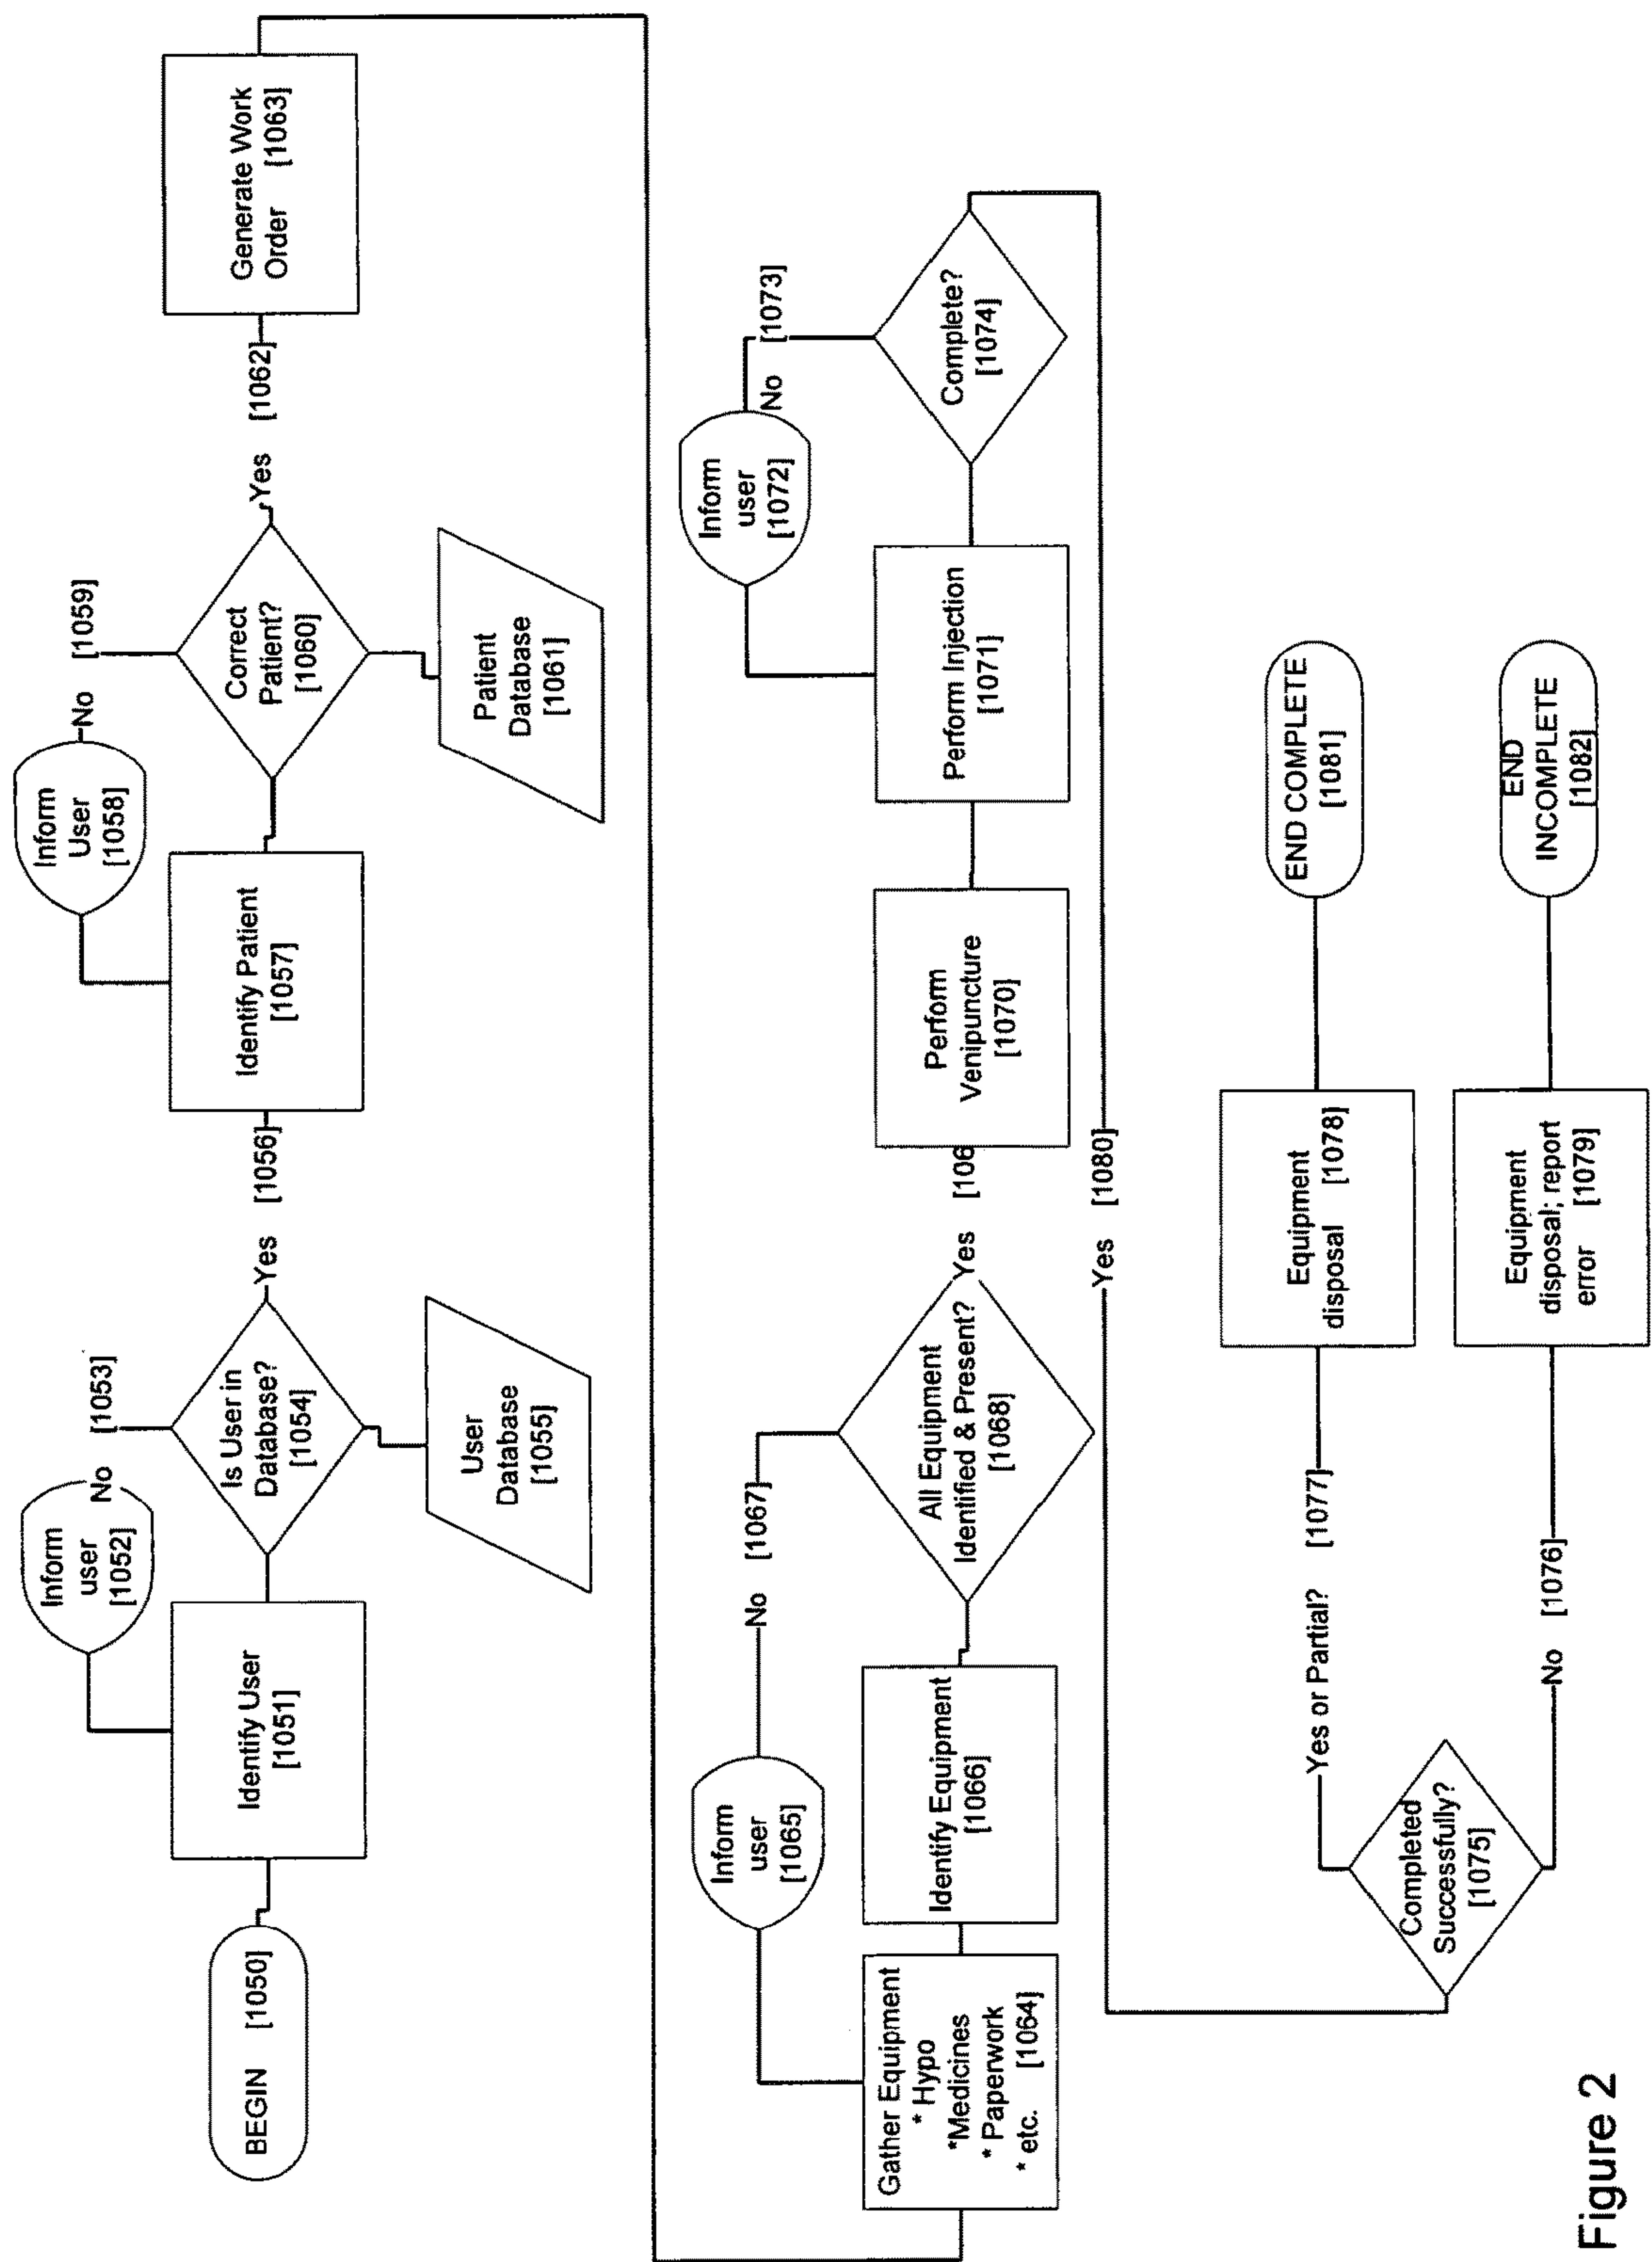 BEGIN [1050]
Identify User
[1051]
Inform
user
[1052]
No [1053]
Is User in
Database?
[1054]
User
Database
[1055]
Yes [1056]
Identify Patient
[1057]
Inform
User
[1058]
No [1059]
Correct
Patient?
[1060]
Patient
Database
[1061]
Yes [1062]
Generate Work
Order [1063]
Gather Equipment
* Hypo
*Medicines
* Paperwork
* etc. [1064]
Inform
user
[1065]
Identify Equipment
[1066]
No [1067]
All Equipment
Identified & Present?
[1068]
Yes [106
Perform
Venipuncture
[1070]
Perform Injection
[1071]
Inform
user
[1072]
No [1073]
Complete?
[1074]
Yes [1080]
Completed
Successfully?
[1075]
Yes or Partial? [1077]
Equipment
disposal [1078]
END COMPLETE
[1081]
No [1076]
Equipment
disposal; report
error [1079]
END
INCOMPLETE
[1082]
Figure 2